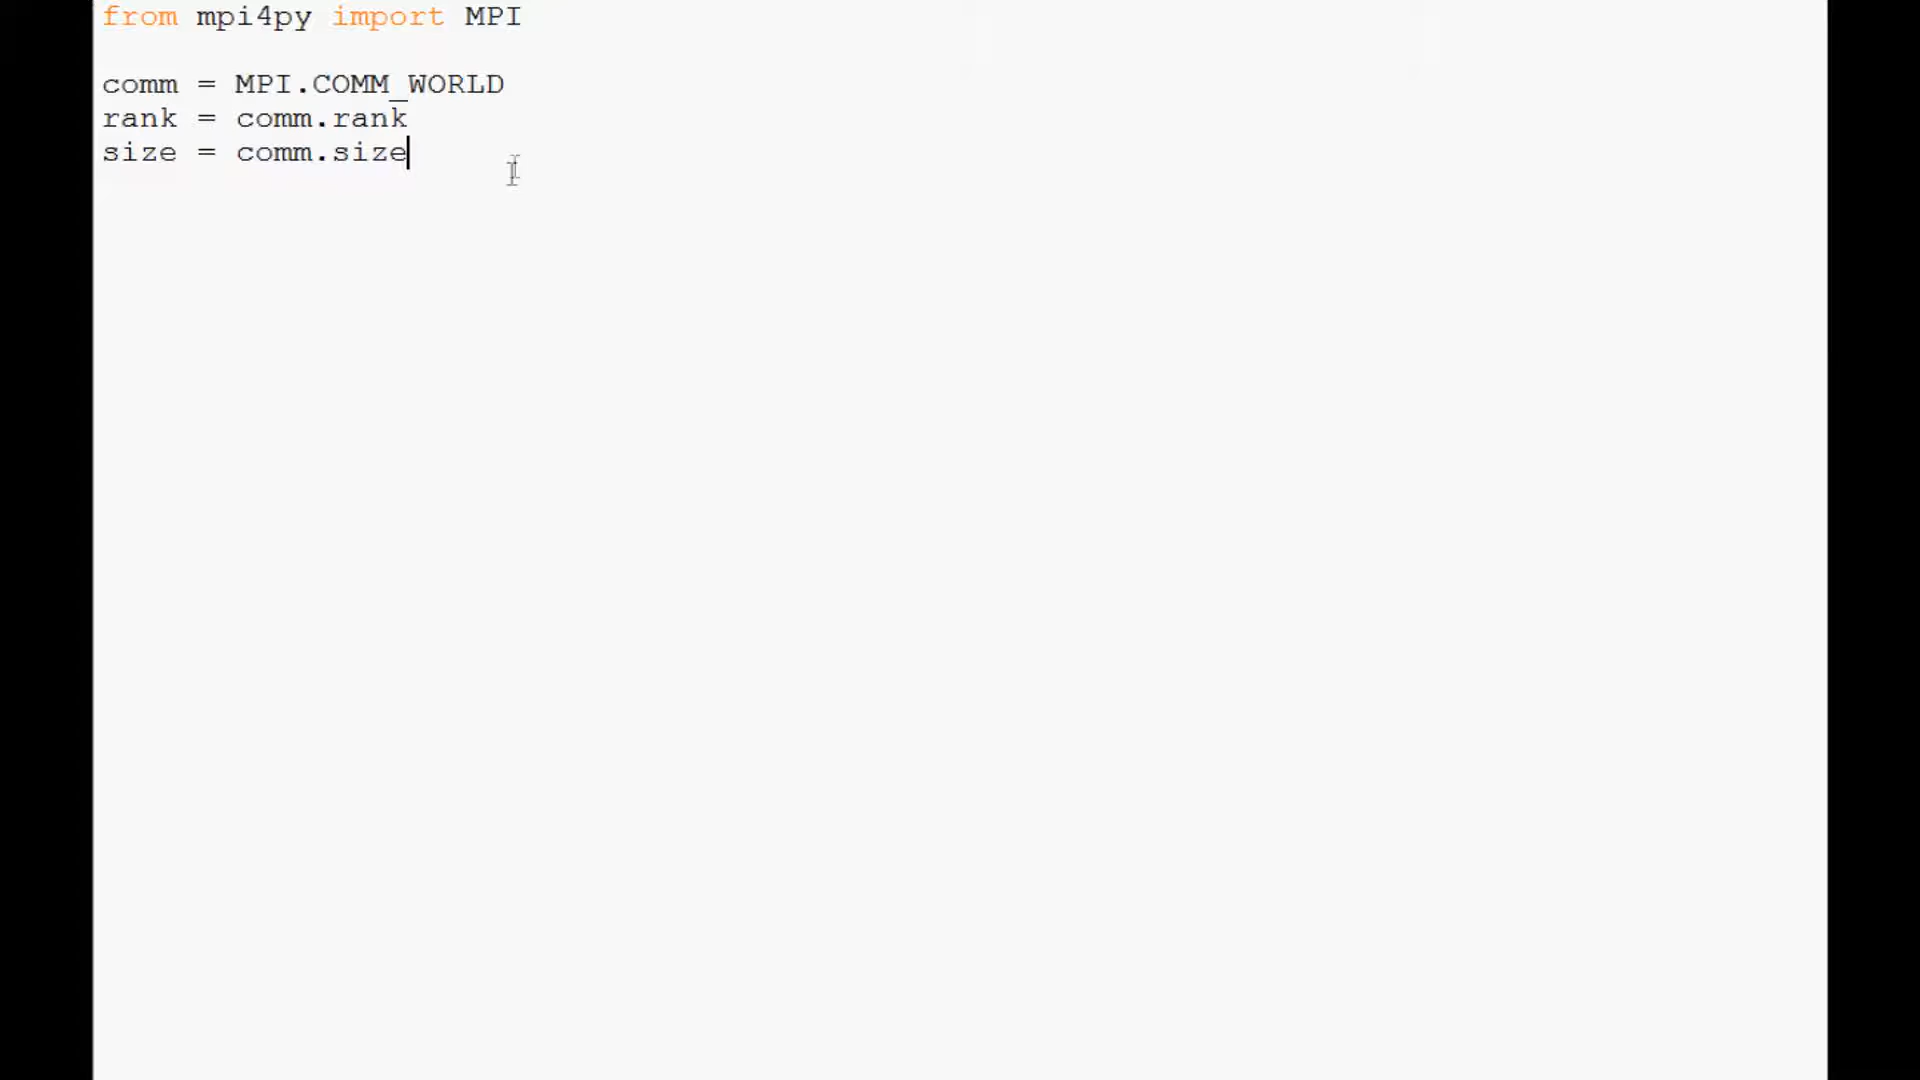 from mpi4py import MPI
comm = MPI.COMM_WORLD
rank = comm.rank
size = comm.size